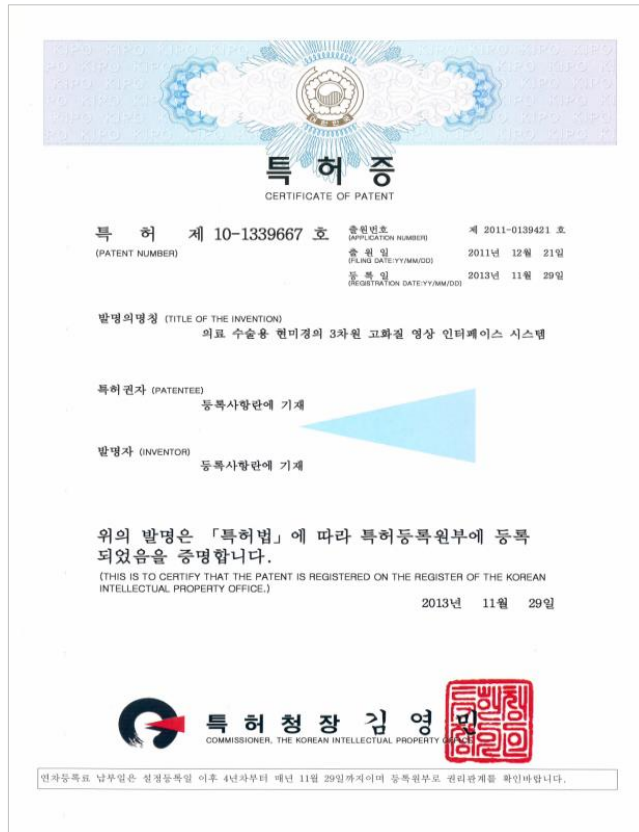 특허증
CERTIFICATE OF PATENT
특 허 제 10-1339667 호
(PATENT NUMBER)
출원번호 제 2011-0139421 호
(APPLICATION NUMBER)
출 원 일 2011년 12월 21일
(FILING DATE:YY/MM/DD)
등 록 일 2013년 11월 29일
(REGISTRATION DATE:YY/MM/DD)
발명의명칭 (TITLE OF THE INVENTION)
의료 수술용 현미경의 3차원 고화질 영상 인터페이스 시스템
특허권자 (PATENTEE)
등록사항란에 기재
발명자 (INVENTOR)
등록사항란에 기재
위의 발명은 「특허법」에 따라 특허등록원부에 등록
되었음을 증명합니다.
(THIS IS TO CERTIFY THAT THE PATENT IS REGISTERED ON THE REGISTER OF THE KOREAN
INTELLECTUAL PROPERTY OFFICE.)
2013년 11월 29일
특허청장 김영민
COMMISSIONER, THE KOREAN INTELLECTUAL PROPERTY OFFICE
연차등록료 납부일은 설정등록일 이후 4년차부터 매년 11월 29일까지이며 등록원부로 권리관계를 확인바랍니다.